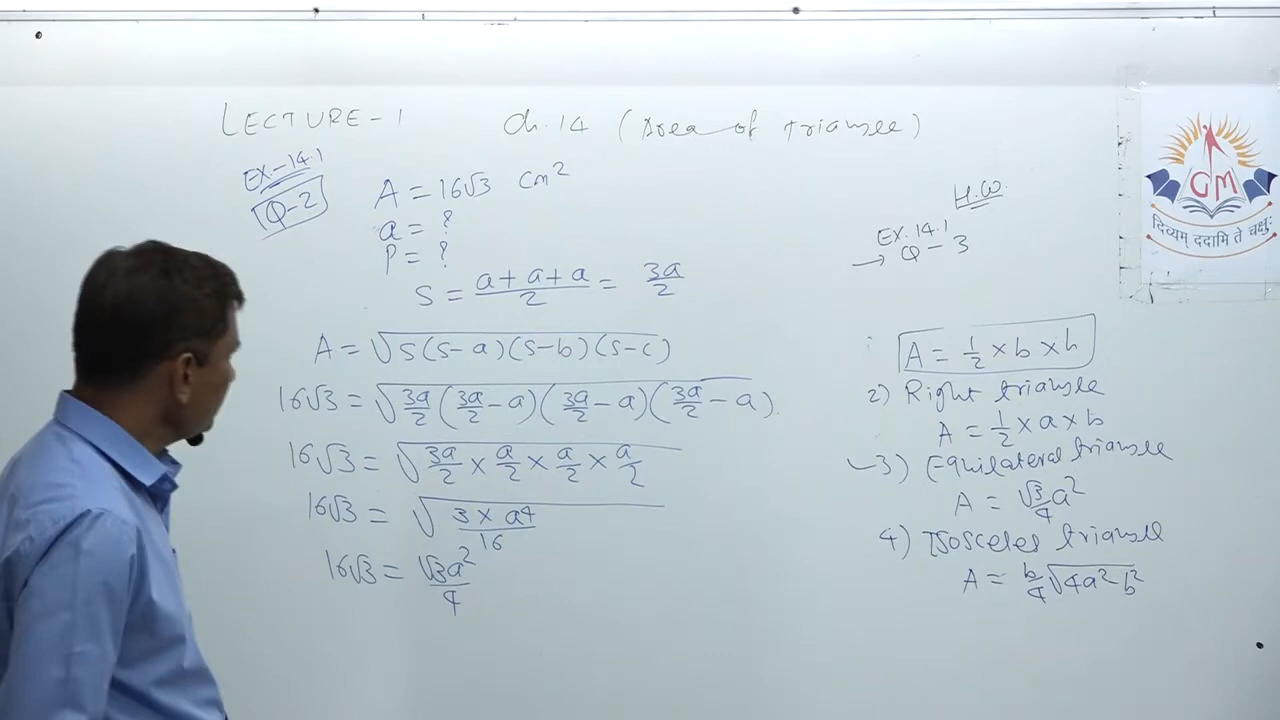 LECTURE-1 Ch.14 (Area of triangle)
EX-14.1
Q-2
A = 16√3 cm²
a = ?
P = ?
S = (a + a + a)/2 = 3a/2
A = √(S(S-a)(S-b)(S-c))
16√3 = √(3a/2 (3a/2 - a)(3a/2 - a)(3a/2 - a))
16√3 = √(3a/2 × a/2 × a/2 × a/2)
16√3 = √(3 × a⁴/16)
16√3 = √3a²/4
H.W.
EX.14.1
→ Q-3
A = 1/2 × b × h
2) Right triangle
A = 1/2 × a × b
3) Equilateral triangle
A = √3/4 a²
4) Isosceles triangle
A = b/4 √(4a² - b²)
GM
दिव्यम् ददामि ते चक्षुः